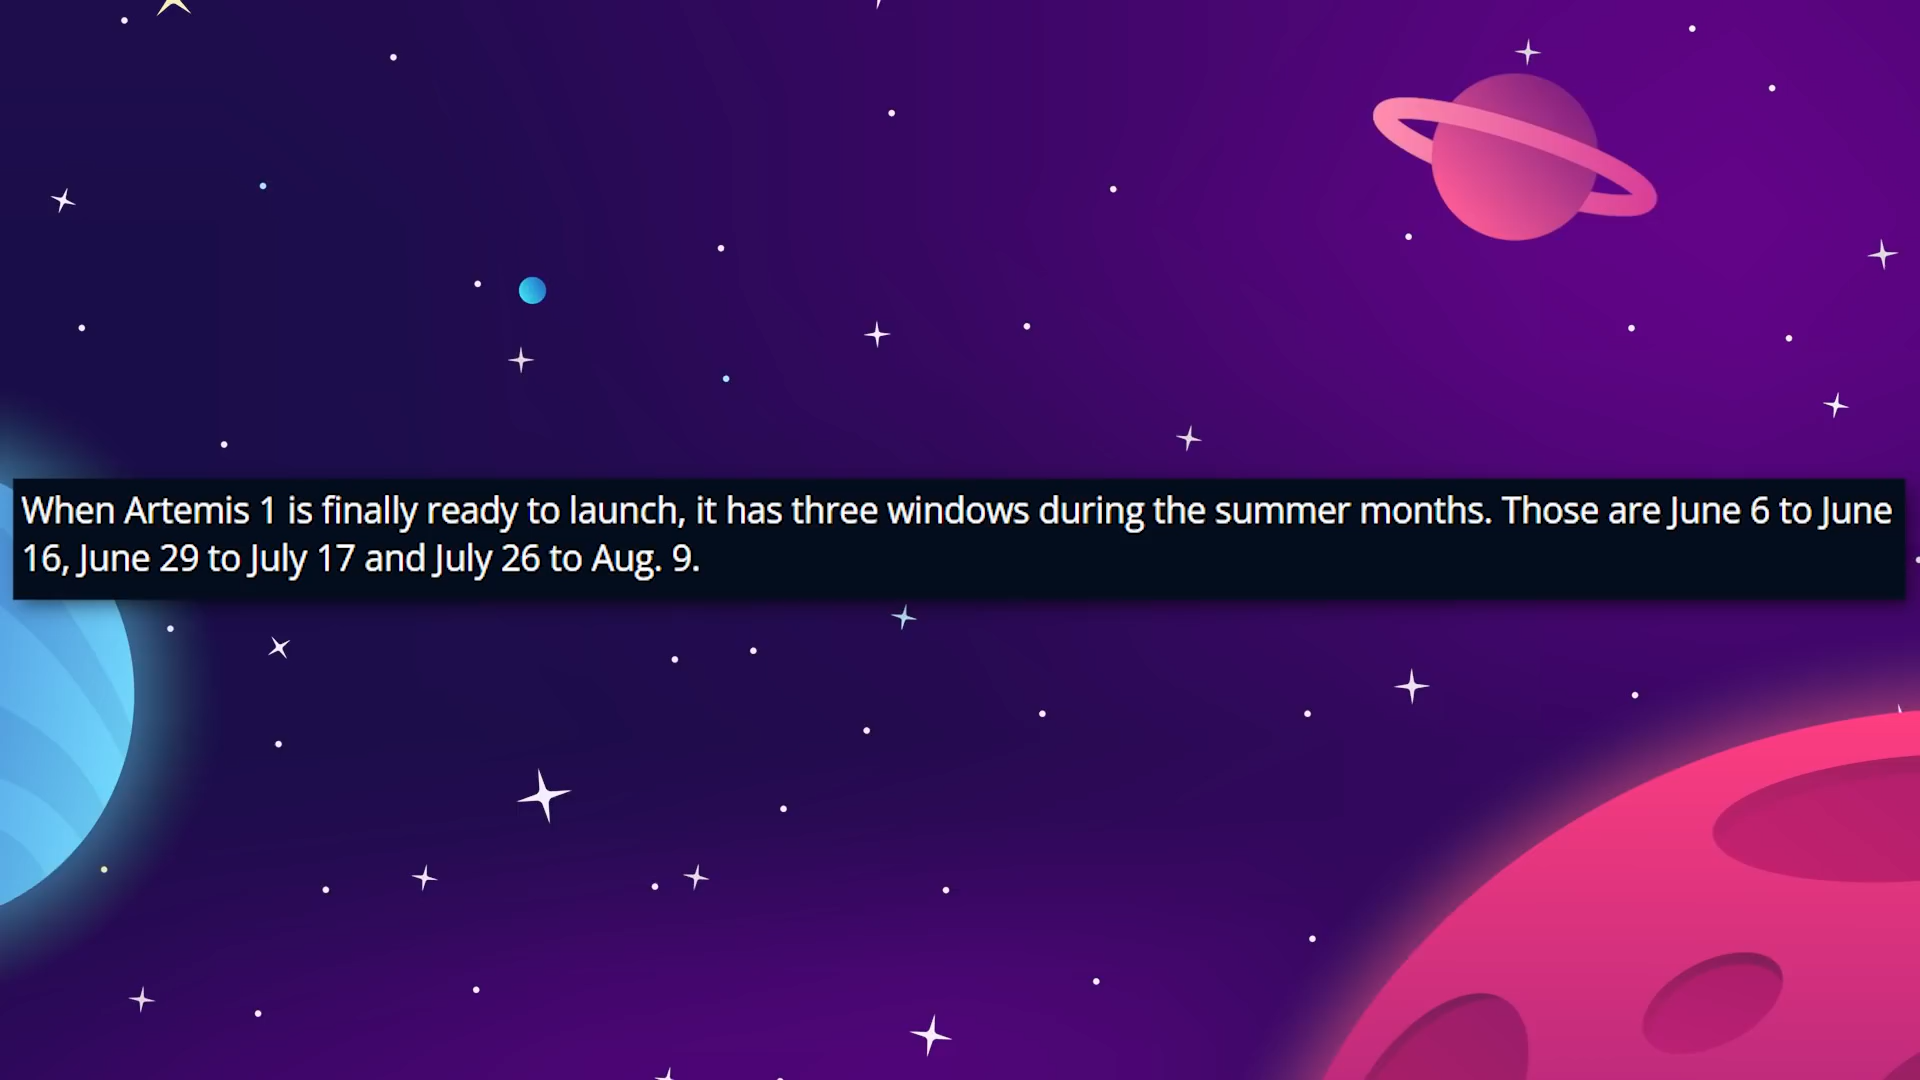 When Artemis 1 is finally ready to launch, it has three windows during the summer months. Those are June 6 to June
16, June 29 to July 17 and July 26 to Aug. 9.